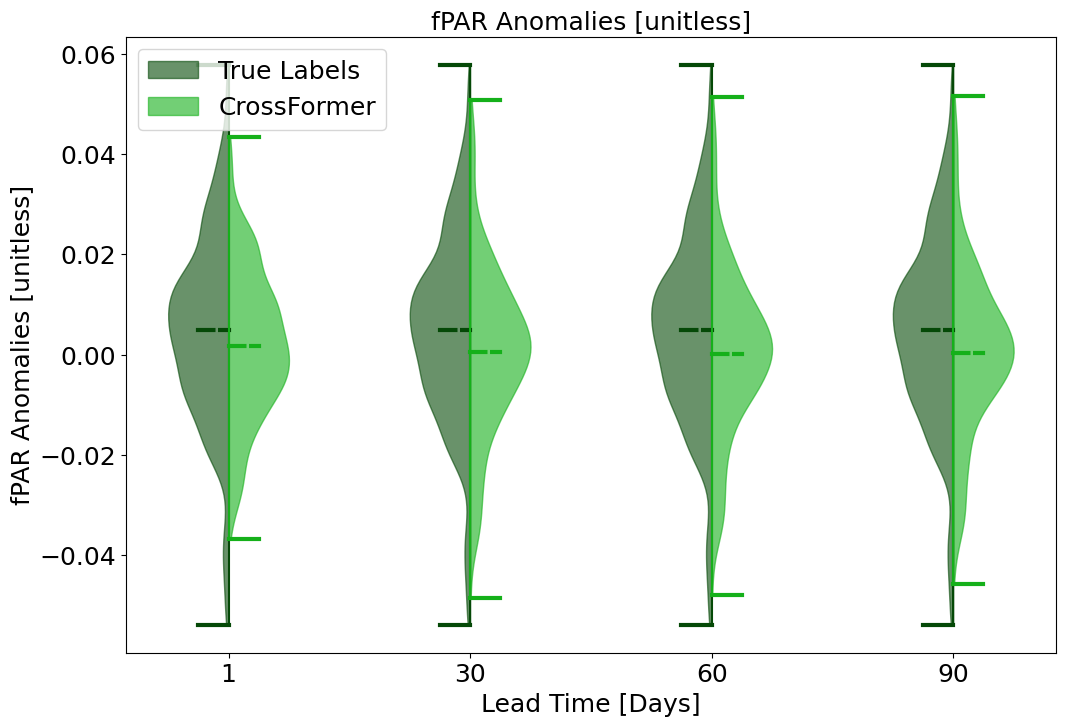 fPAR Anomalies [unitless]
True Labels
CrossFormer
0.06
0.04
0.02
0.00
−0.02
−0.04
fPAR Anomalies [unitless]
1 30 60 90
Lead Time [Days]